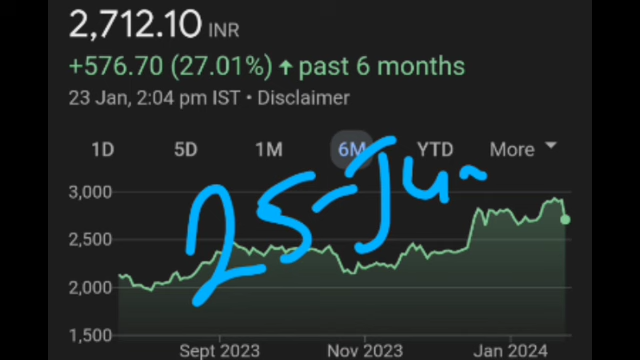 2,712.10 INR
+576.70 (27.01%) ↑ past 6 months
23 Jan, 2:04 pm IST • Disclaimer
1D 5D 1M 6M YTD More
25-Ju
3,000
2,500
2,000
1,500
Sept 2023 Nov 2023 Jan 2024